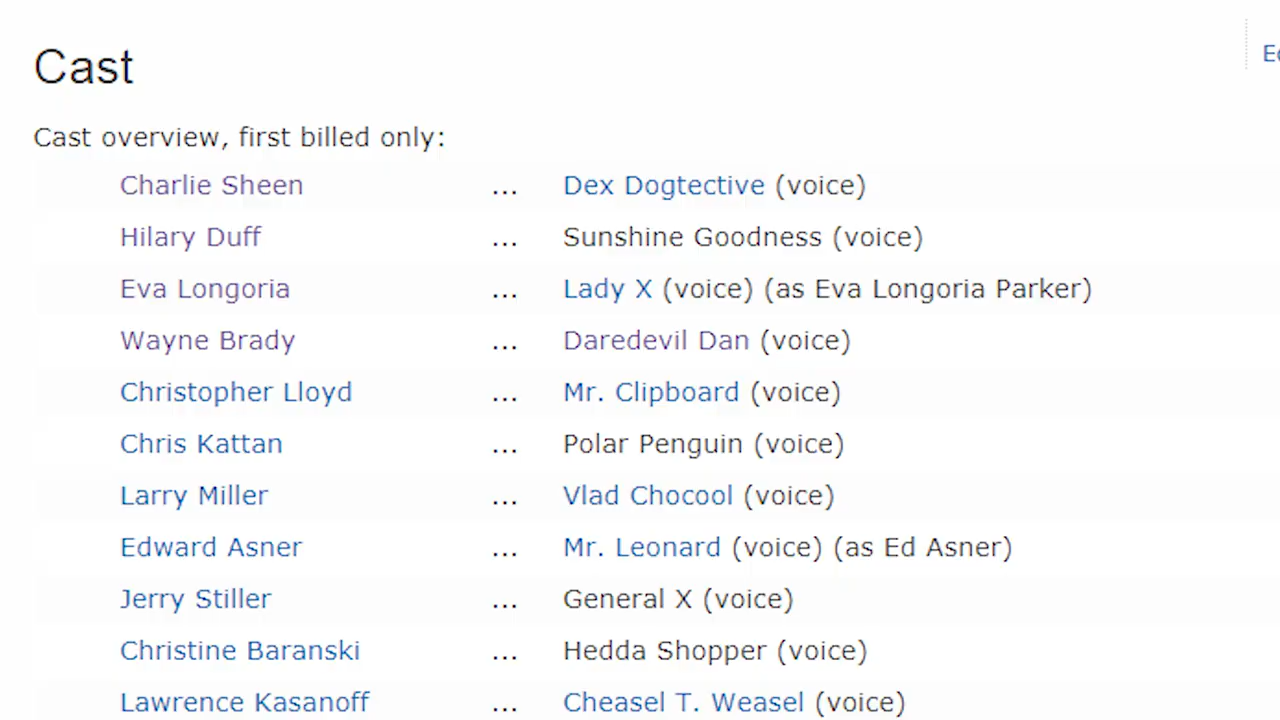 Cast
Cast overview, first billed only:
Charlie Sheen ... Dex Dogtective (voice)
Hilary Duff ... Sunshine Goodness (voice)
Eva Longoria ... Lady X (voice) (as Eva Longoria Parker)
Wayne Brady ... Daredevil Dan (voice)
Christopher Lloyd ... Mr. Clipboard (voice)
Chris Kattan ... Polar Penguin (voice)
Larry Miller ... Vlad Chocool (voice)
Edward Asner ... Mr. Leonard (voice) (as Ed Asner)
Jerry Stiller ... General X (voice)
Christine Baranski ... Hedda Shopper (voice)
Lawrence Kasanoff ... Cheasel T. Weasel (voice)